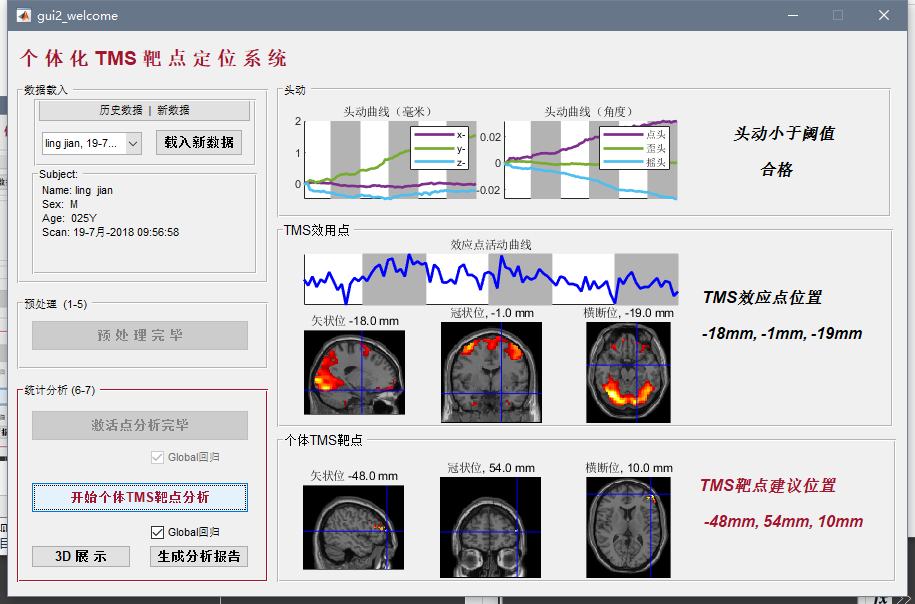 gui2_welcome
个体化 TMS 靶点定位系统
数据载入
历史数据 | 新数据
ling jian, 19-7...
载入新数据
Subject:
Name: ling jian
Sex: M
Age: 025Y
Scan: 19-7月-2018 09:56:58
预处理 (1-5)
预处理完毕
统计分析 (6-7)
激活点分析完毕
Global回归
开始个体TMS靶点分析
Global回归
3D 展示
生成分析报告
头动
头动曲线（毫米）
2
1
0
x-
y-
z-
头动曲线（角度）
0.02
0
-0.02
点头
歪头
摇头
头动小于阈值
合格
TMS效用点
效应点活动曲线
矢状位 -18.0 mm
冠状位, -1.0 mm
横断位, -19.0 mm
TMS效应点位置
-18mm, -1mm, -19mm
个体TMS靶点
矢状位 -48.0 mm
冠状位, 54.0 mm
横断位, 10.0 mm
TMS靶点建议位置
-48mm, 54mm, 10mm